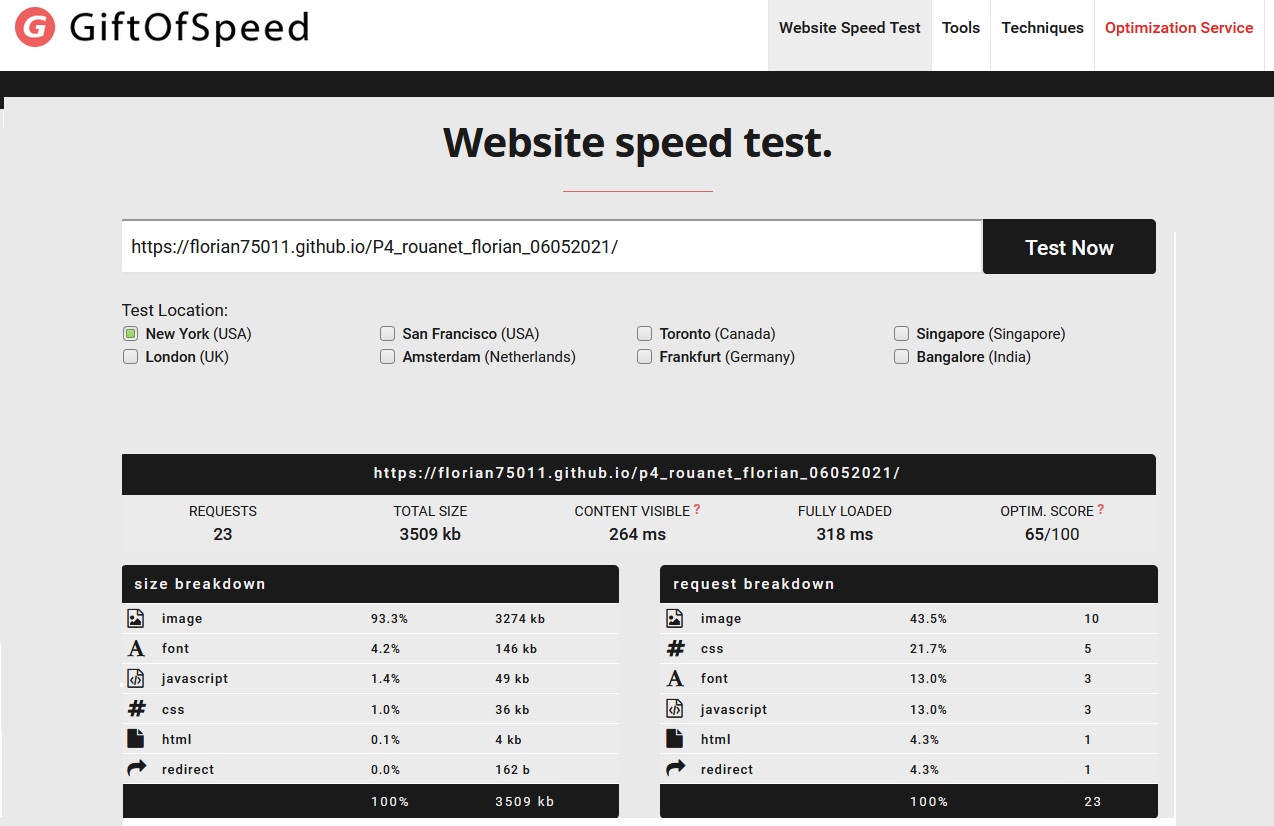 G GiftOfSpeed
Website Speed Test Tools Techniques Optimization Service
Website speed test.
https://florian75011.github.io/P4_rouanet_florian_06052021/ Test Now
Test Location:
New York (USA) San Francisco (USA) Toronto (Canada) Singapore (Singapore)
London (UK) Amsterdam (Netherlands) Frankfurt (Germany) Bangalore (India)
https://florian75011.github.io/p4_rouanet_florian_06052021/
REQUESTS TOTAL SIZE CONTENT VISIBLE ? FULLY LOADED OPTIM. SCORE ?
23 3509 kb 264 ms 318 ms 65/100
size breakdown
image 93.3% 3274 kb
font 4.2% 146 kb
javascript 1.4% 49 kb
css 1.0% 36 kb
html 0.1% 4 kb
redirect 0.0% 162 b
100% 3509 kb
request breakdown
image 43.5% 10
css 21.7% 5
font 13.0% 3
javascript 13.0% 3
html 4.3% 1
redirect 4.3% 1
100% 23